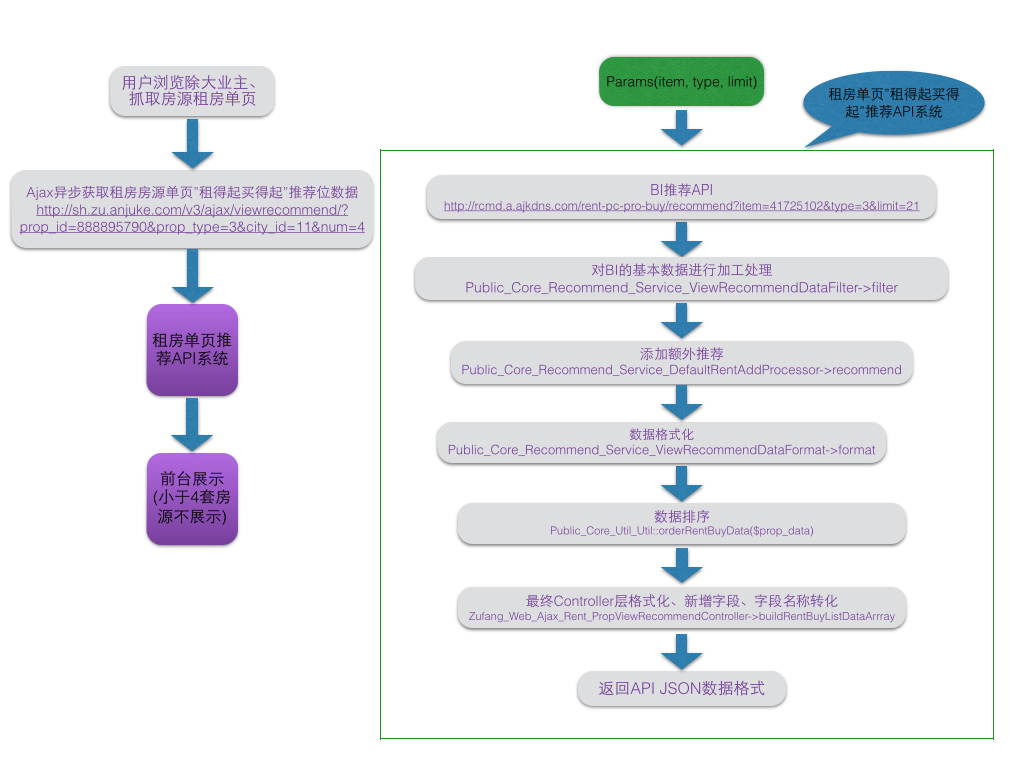 用户浏览除大业主、
抓取房源租房单页
Ajax异步获取租房房源单页"租得起买得起"推荐位数据
http://sh.zu.anjuke.com/v3/ajax/viewrecommend/?
prop_id=888895790&prop_type=3&city_id=11&num=4
租房单页推
荐API系统
前台展示
(小于4套房
源不展示)
Params(item, type, limit)
租房单页"租得起买得
起"推荐API系统
BI推荐API
http://rcmd.a.ajkdns.com/rent-pc-pro-buy/recommend?item=41725102&type=3&limit=21
对BI的基本数据进行加工处理
Public_Core_Recommend_Service_ViewRecommendDataFilter->filter
添加额外推荐
Public_Core_Recommend_Service_DefaultRentAddProcessor->recommend
数据格式化
Public_Core_Recommend_Service_ViewRecommendDataFormat->format
数据排序
Public_Core_Util_Util::orderRentBuyData($prop_data)
最终Controller层格式化、新增字段、字段名称转化
Zufang_Web_Ajax_Rent_PropViewRecommendController->buildRentBuyListDataArrray
返回API JSON数据格式